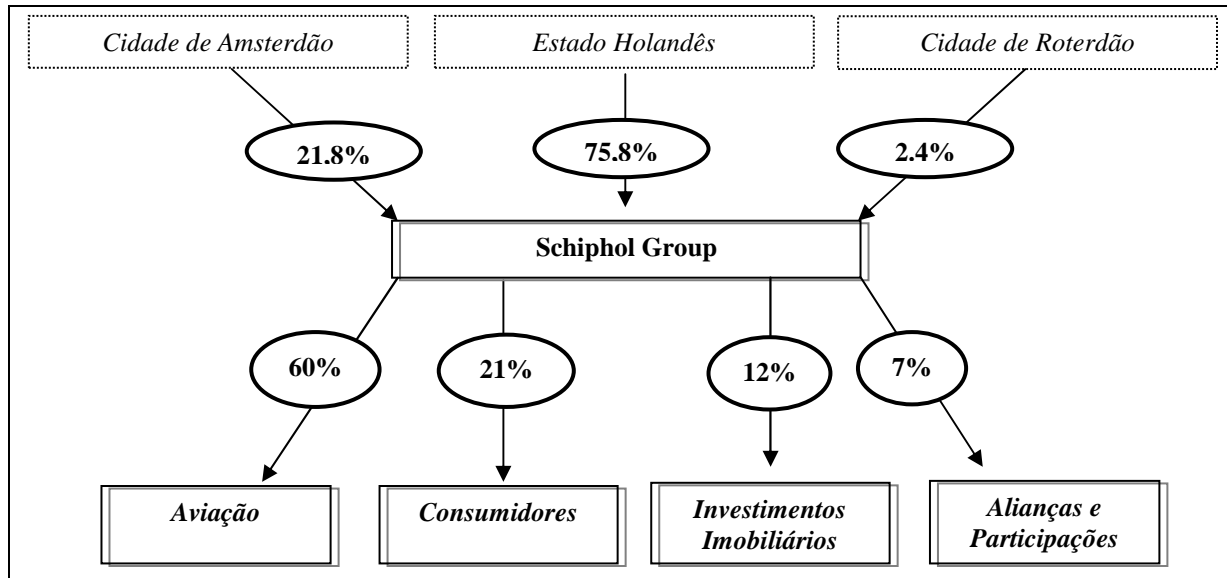 Cidade de Amsterdão
Estado Holandês
Cidade de Roterdão
21.8%
75.8%
2.4%
Schiphol Group
60%
21%
12%
7%
Aviação
Consumidores
Investimentos
Imobiliários
Alianças e
Participações